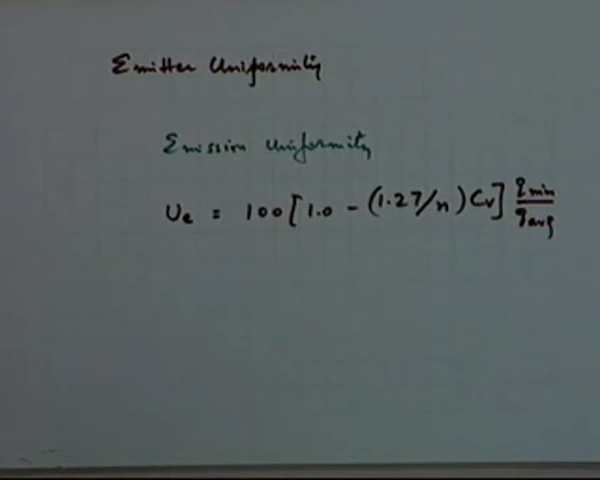 Emitter Uniformity
Emission Uniformity
Ue = 100 [1.0 - (1.27/n) Cv] qmin/qavg